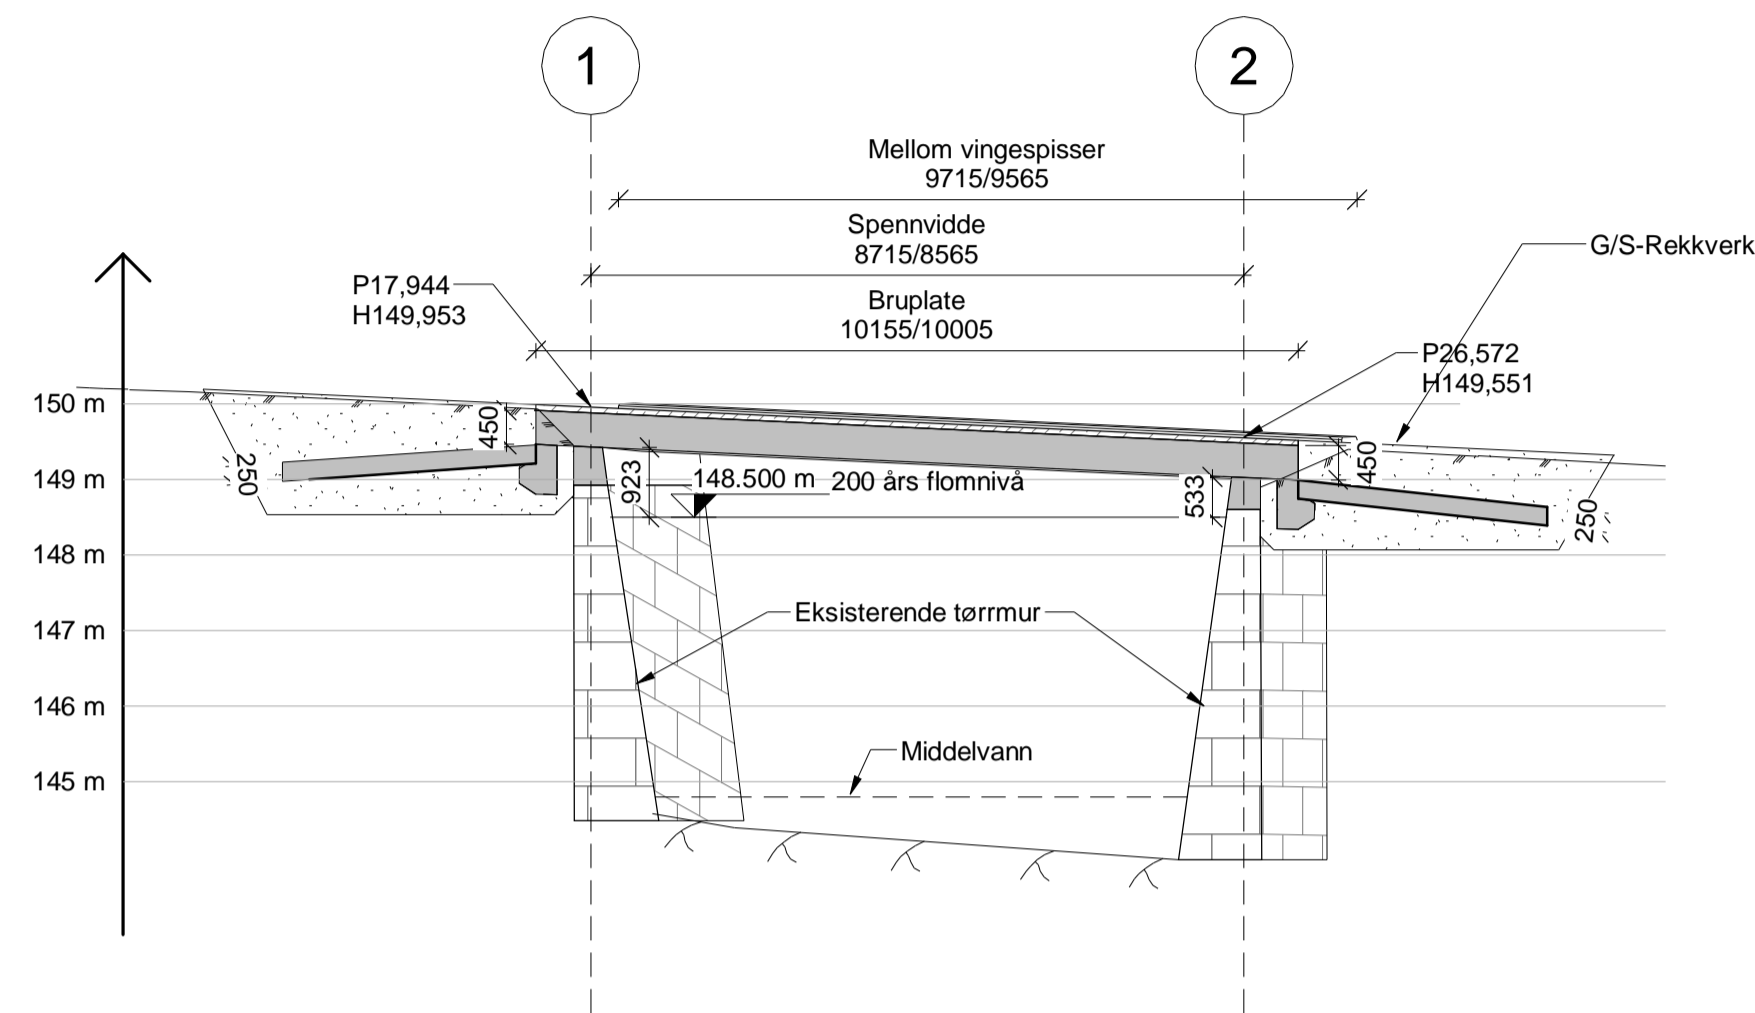 1
2
Mellom vingespisser
9715/9565
Spennvidde
8715/8565
G/S-Rekkverk
P17,944
H149,953
Bruplate
10155/10005
P26,572
H149,551
150 m
450
450
250
149 m
923
148.500 m
200 års flomnivå
533
250
148 m
Eksisterende tørrmur
147 m
146 m
Middelvann
145 m